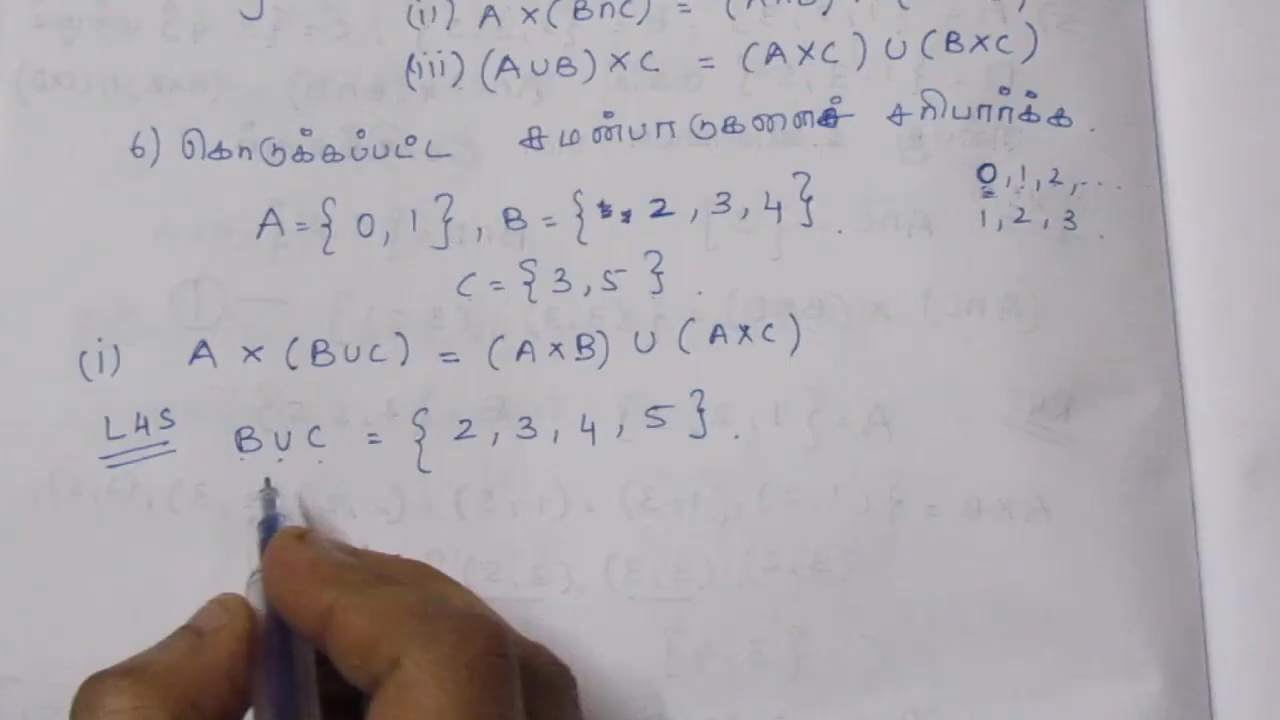 (ii) A × (B∩C) =
(iii) (A∪B) × C = (A×C) ∪ (B×C)
6) கொடுக்கப்பட்ட சமன்பாடுகளைச் சரிபார்க்க.
0, 1, 2, ...
A = { 0, 1 }, B = { 2, 3, 4 }.
1, 2, 3.
C = { 3, 5 }.
(i) A × (B∪C) = (A×B) ∪ (A×C)
LHS B ∪ C = { 2, 3, 4, 5 }.